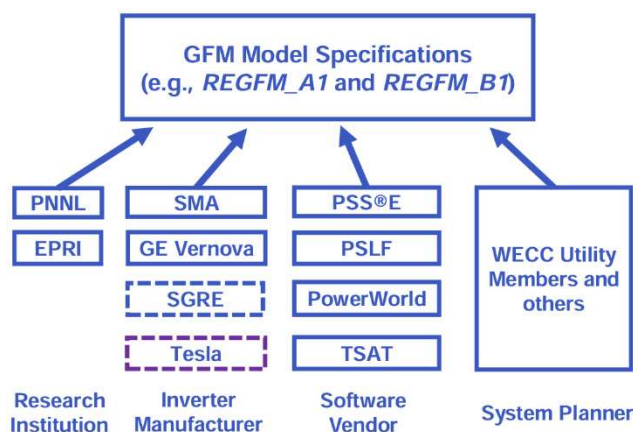 GFM Model Specifications
(e.g., REGFM_A1 and REGFM_B1)
PNNL
SMA
PSS®E
EPRI
GE Vernova
PSLF
WECC Utility
Members and
others
SGRE
PowerWorld
Tesla
TSAT
Research
Institution
Inverter
Manufacturer
Software
Vendor
System Planner